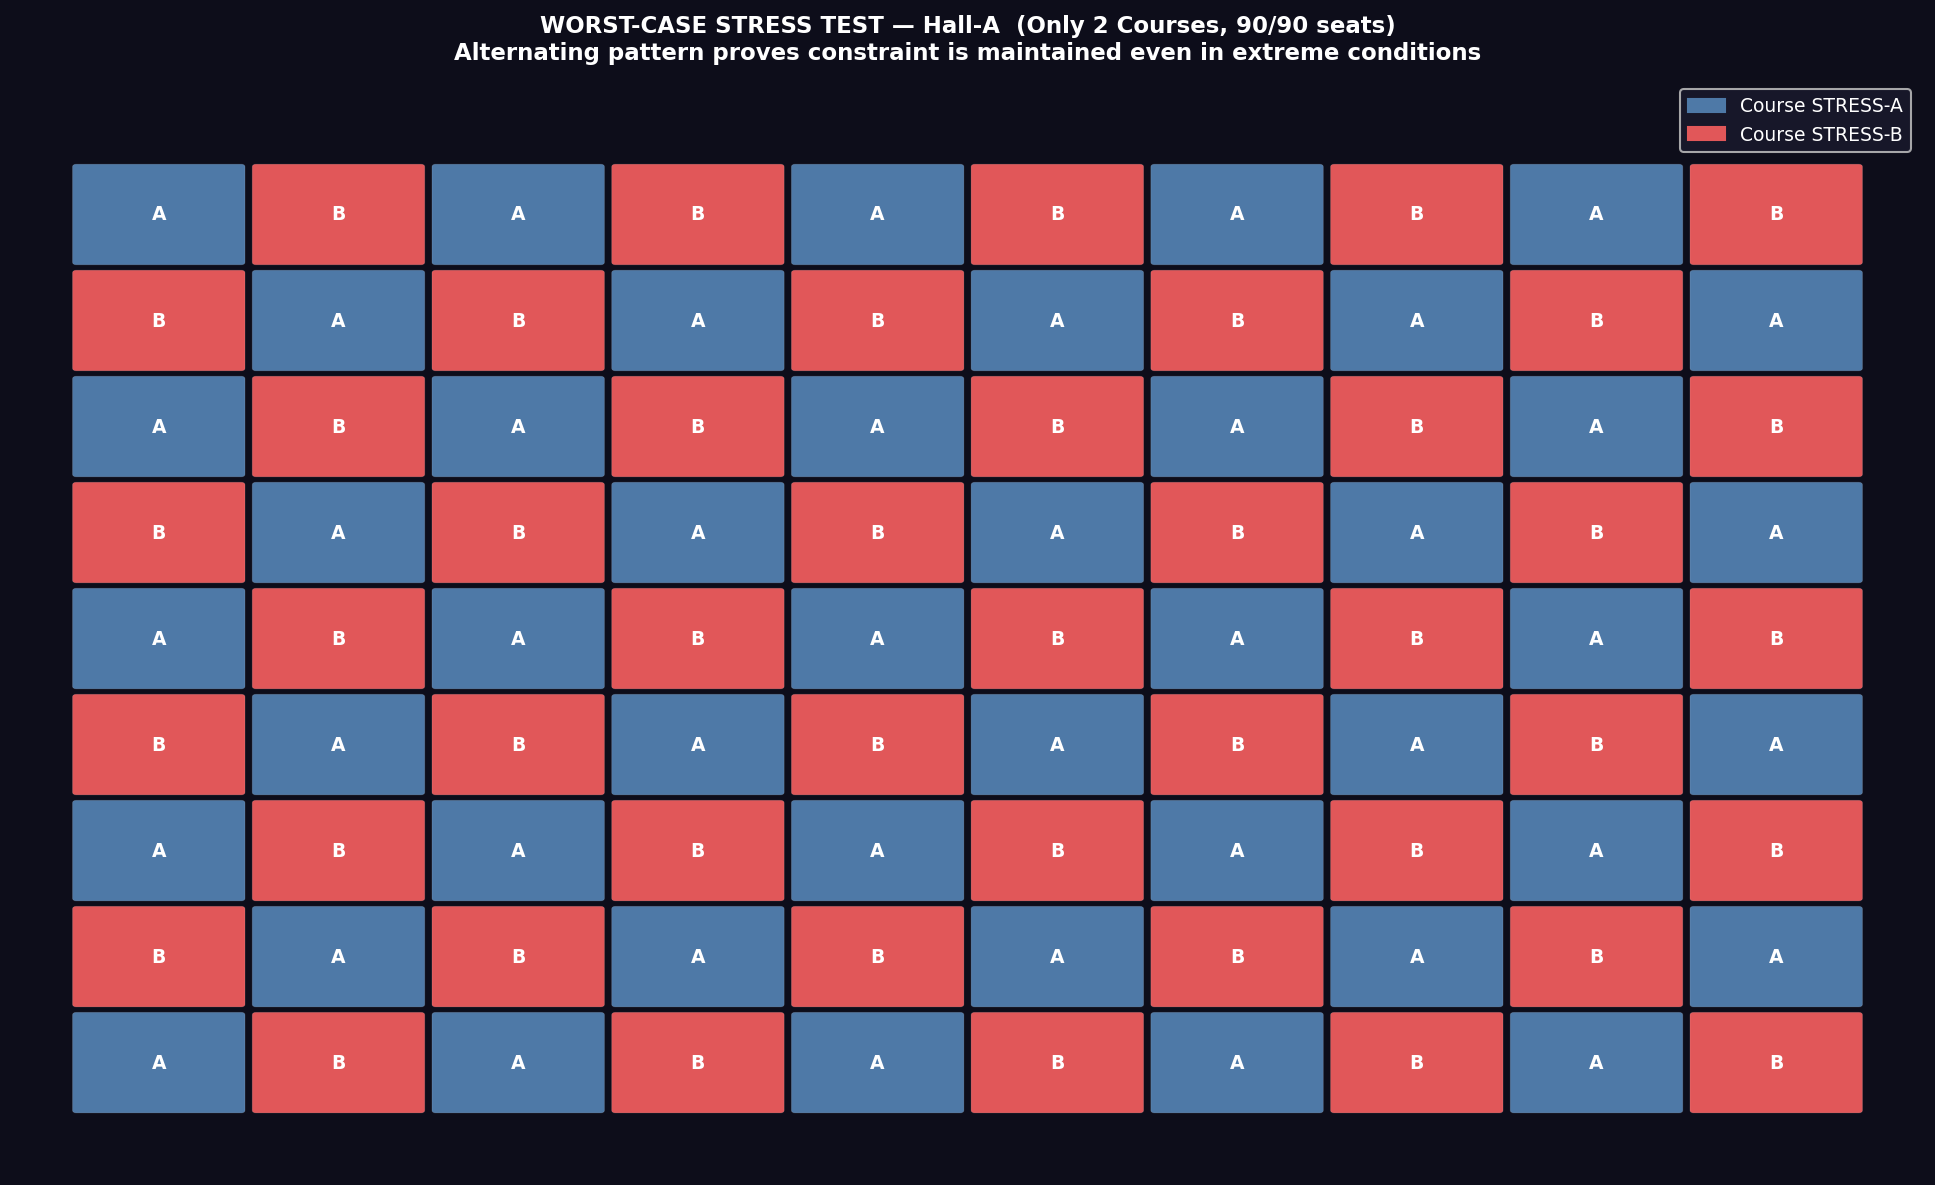 WORST-CASE STRESS TEST — Hall-A  (Only 2 Courses, 90/90 seats)
Alternating pattern proves constraint is maintained even in extreme conditions
Course STRESS-A
Course STRESS-B
A B A B A B A B A B
B A B A B A B A B A
A B A B A B A B A B
B A B A B A B A B A
A B A B A B A B A B
B A B A B A B A B A
A B A B A B A B A B
B A B A B A B A B A
A B A B A B A B A B